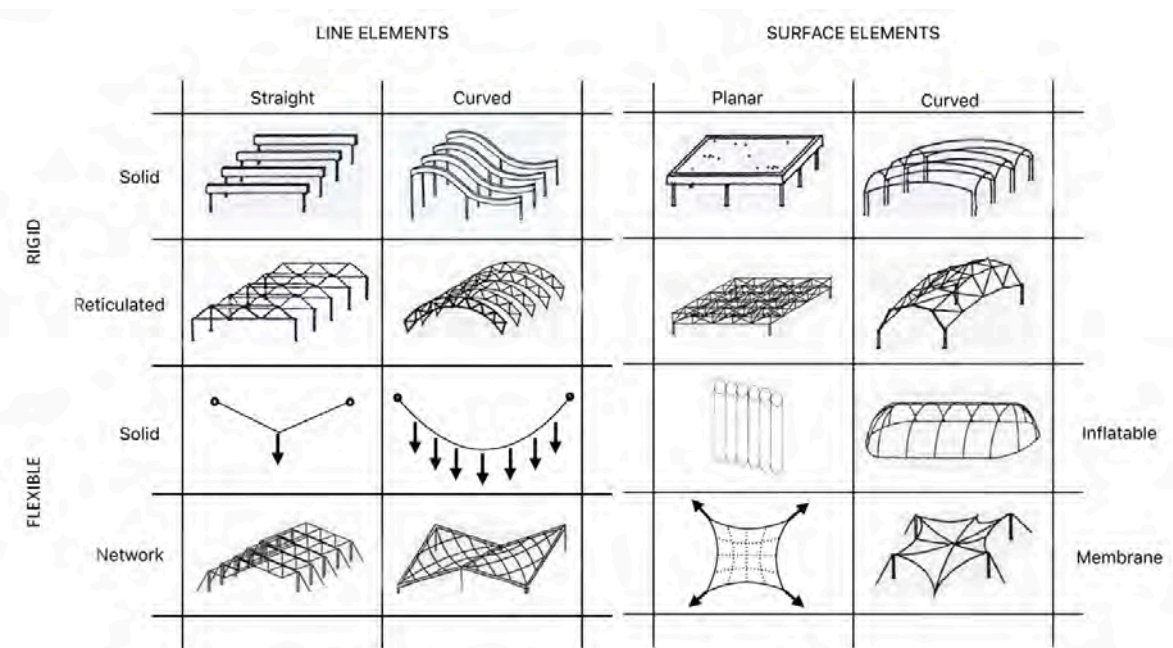 LINE ELEMENTS
SURFACE ELEMENTS
Straight
Curved
Planar
Curved
RIGID
Solid
Reticulated
FLEXIBLE
Solid
Inflatable
Network
Membrane